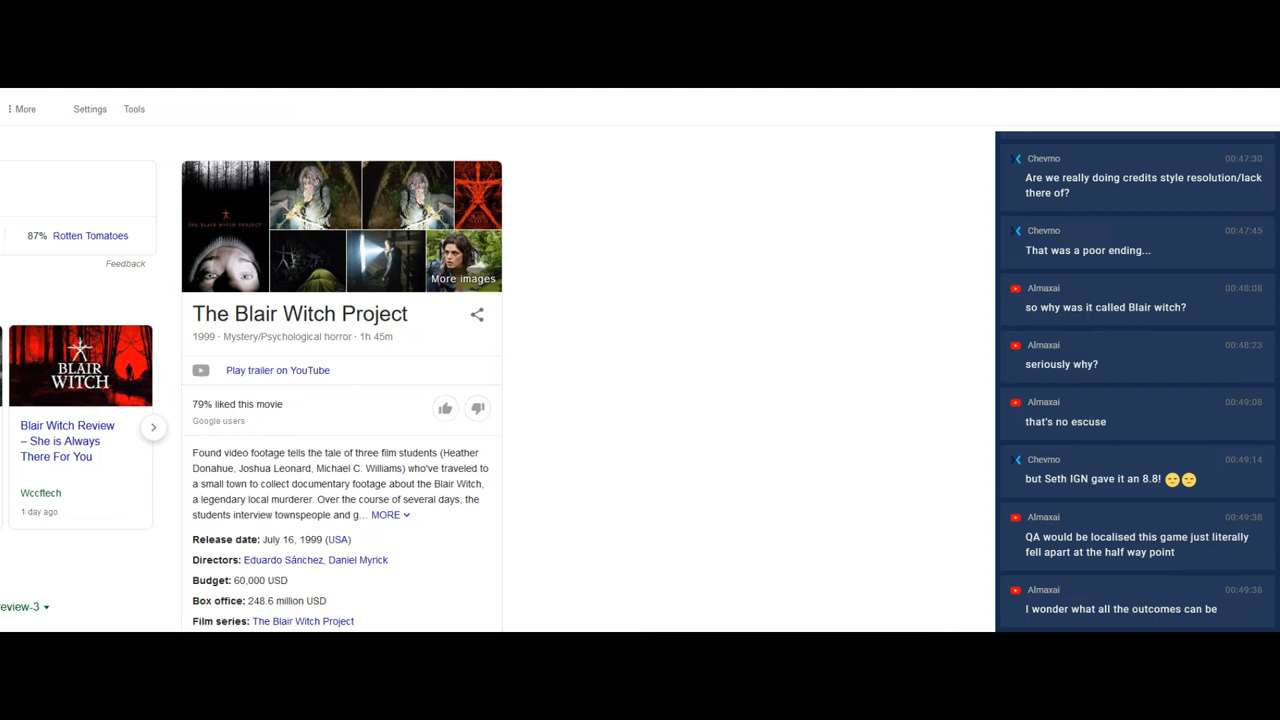 More
Settings
Tools
87% Rotten Tomatoes
Feedback
BLAIR
WITCH
Blair Witch Review
– She is Always
There For You
Wccftech
1 day ago
eview-3
THE BLAIR WITCH PROJECT
BLAIR
WITCH
More images
The Blair Witch Project
1999 · Mystery/Psychological horror · 1h 45m
Play trailer on YouTube
79% liked this movie
Google users
Found video footage tells the tale of three film students (Heather
Donahue, Joshua Leonard, Michael C. Williams) who've traveled to
a small town to collect documentary footage about the Blair Witch,
a legendary local murderer. Over the course of several days, the
students interview townspeople and g… MORE
Release date: July 16, 1999 (USA)
Directors: Eduardo Sánchez, Daniel Myrick
Budget: 60,000 USD
Box office: 248.6 million USD
Film series: The Blair Witch Project
Chevmo 00:47:30
Are we really doing credits style resolution/lack
there of?
Chevmo 00:47:45
That was a poor ending...
Almaxai 00:48:08
so why was it called Blair witch?
Almaxai 00:48:23
seriously why?
Almaxai 00:49:08
that's no escuse
Chevmo 00:49:14
but Seth IGN gave it an 8.8! 😒😒
Almaxai 00:49:38
QA would be localised this game just literally
fell apart at the half way point
Almaxai 00:49:38
I wonder what all the outcomes can be